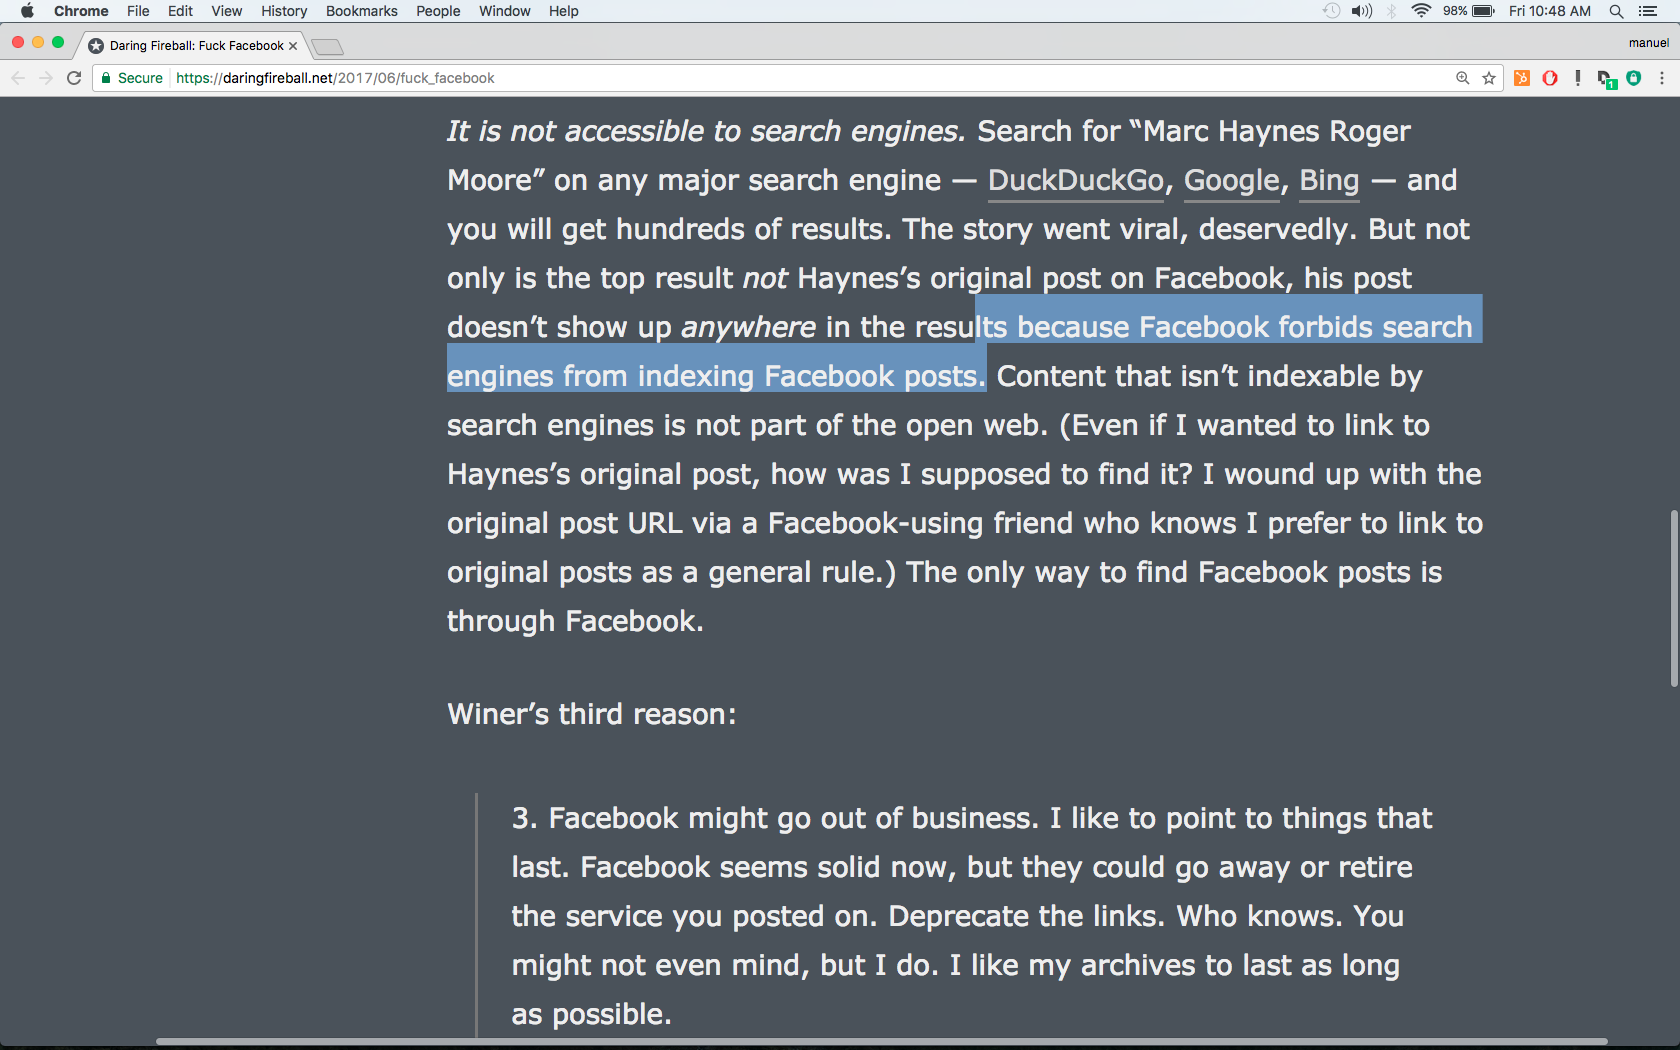 Chrome File Edit View History Bookmarks People Window Help 98% Fri 10:48 AM
Daring Fireball: Fuck Facebook manuel
Secure https://daringfireball.net/2017/06/fuck_facebook 1
It is not accessible to search engines. Search for “Marc Haynes Roger
Moore” on any major search engine — DuckDuckGo, Google, Bing — and
you will get hundreds of results. The story went viral, deservedly. But not
only is the top result not Haynes’s original post on Facebook, his post
doesn’t show up anywhere in the results because Facebook forbids search
engines from indexing Facebook posts. Content that isn’t indexable by
search engines is not part of the open web. (Even if I wanted to link to
Haynes’s original post, how was I supposed to find it? I wound up with the
original post URL via a Facebook-using friend who knows I prefer to link to
original posts as a general rule.) The only way to find Facebook posts is
through Facebook.
Winer’s third reason:
3. Facebook might go out of business. I like to point to things that
last. Facebook seems solid now, but they could go away or retire
the service you posted on. Deprecate the links. Who knows. You
might not even mind, but I do. I like my archives to last as long
as possible.